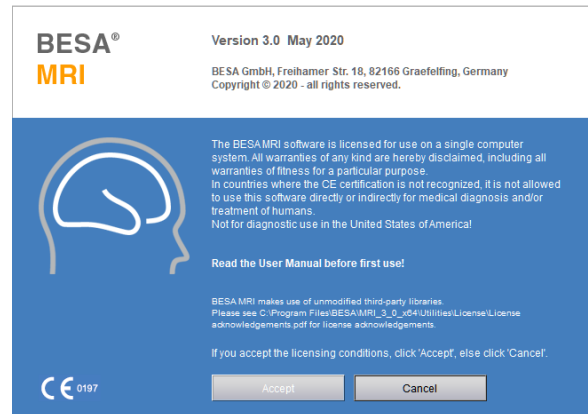 BESA®
MRI
Version 3.0 May 2020
BESA GmbH, Freihamer Str. 18, 82166 Graefelfing, Germany
Copyright © 2020 - all rights reserved.
The BESA MRI software is licensed for use on a single computer
system. All warranties of any kind are hereby disclaimed, including all
warranties of fitness for a particular purpose.
In countries where the CE certification is not recognized, it is not allowed
to use this software directly or indirectly for medical diagnosis and/or
treatment of humans.
Not for diagnostic use in the United States of America!
Read the User Manual before first use!
BESA MRI makes use of unmodified third-party libraries.
Please see C:\Program Files\BESA\MRI_3_0_x64\Utilities\License\License
acknowledgements.pdf for license acknowledgements.
If you accept the licensing conditions, click 'Accept', else click 'Cancel'.
CE 0197
Accept
Cancel